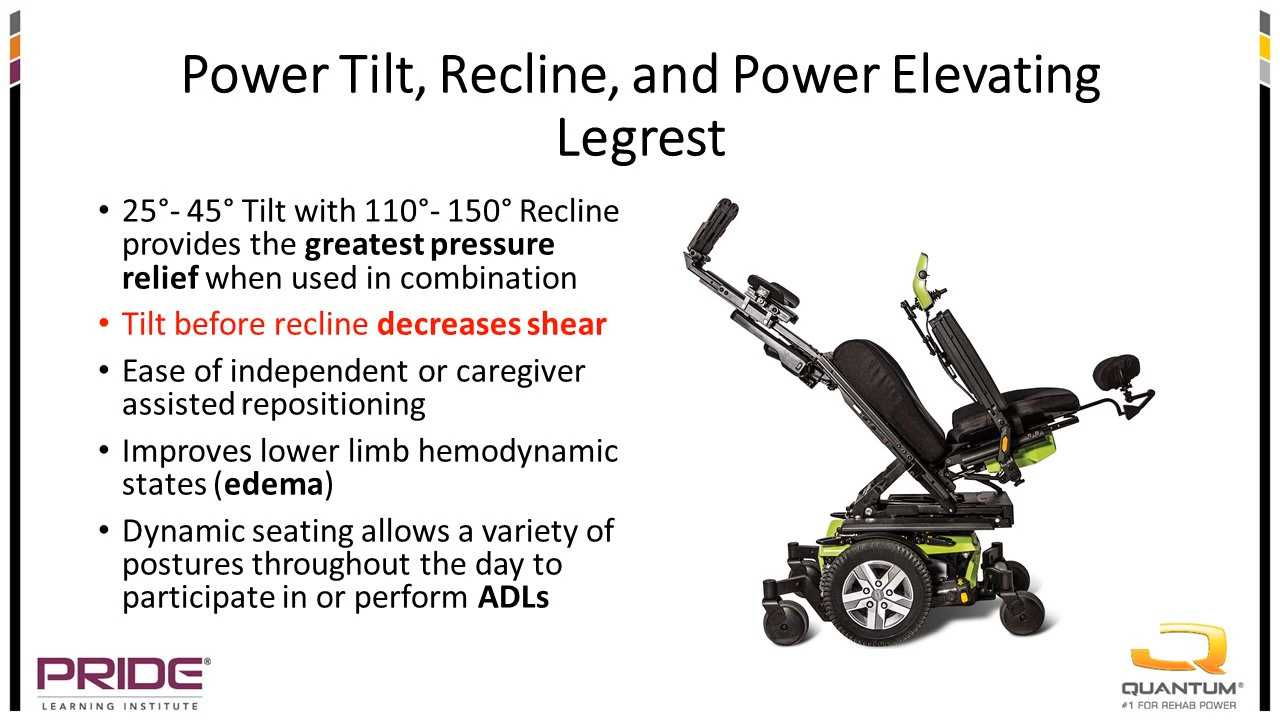 Power Tilt, Recline, and Power Elevating
Legrest
• 25°- 45° Tilt with 110°- 150° Recline
provides the greatest pressure
relief when used in combination
• Tilt before recline decreases shear
• Ease of independent or caregiver
assisted repositioning
• Improves lower limb hemodynamic
states (edema)
• Dynamic seating allows a variety of
postures throughout the day to
participate in or perform ADLs
PRIDE®
LEARNING INSTITUTE
QUANTUM®
#1 FOR REHAB POWER